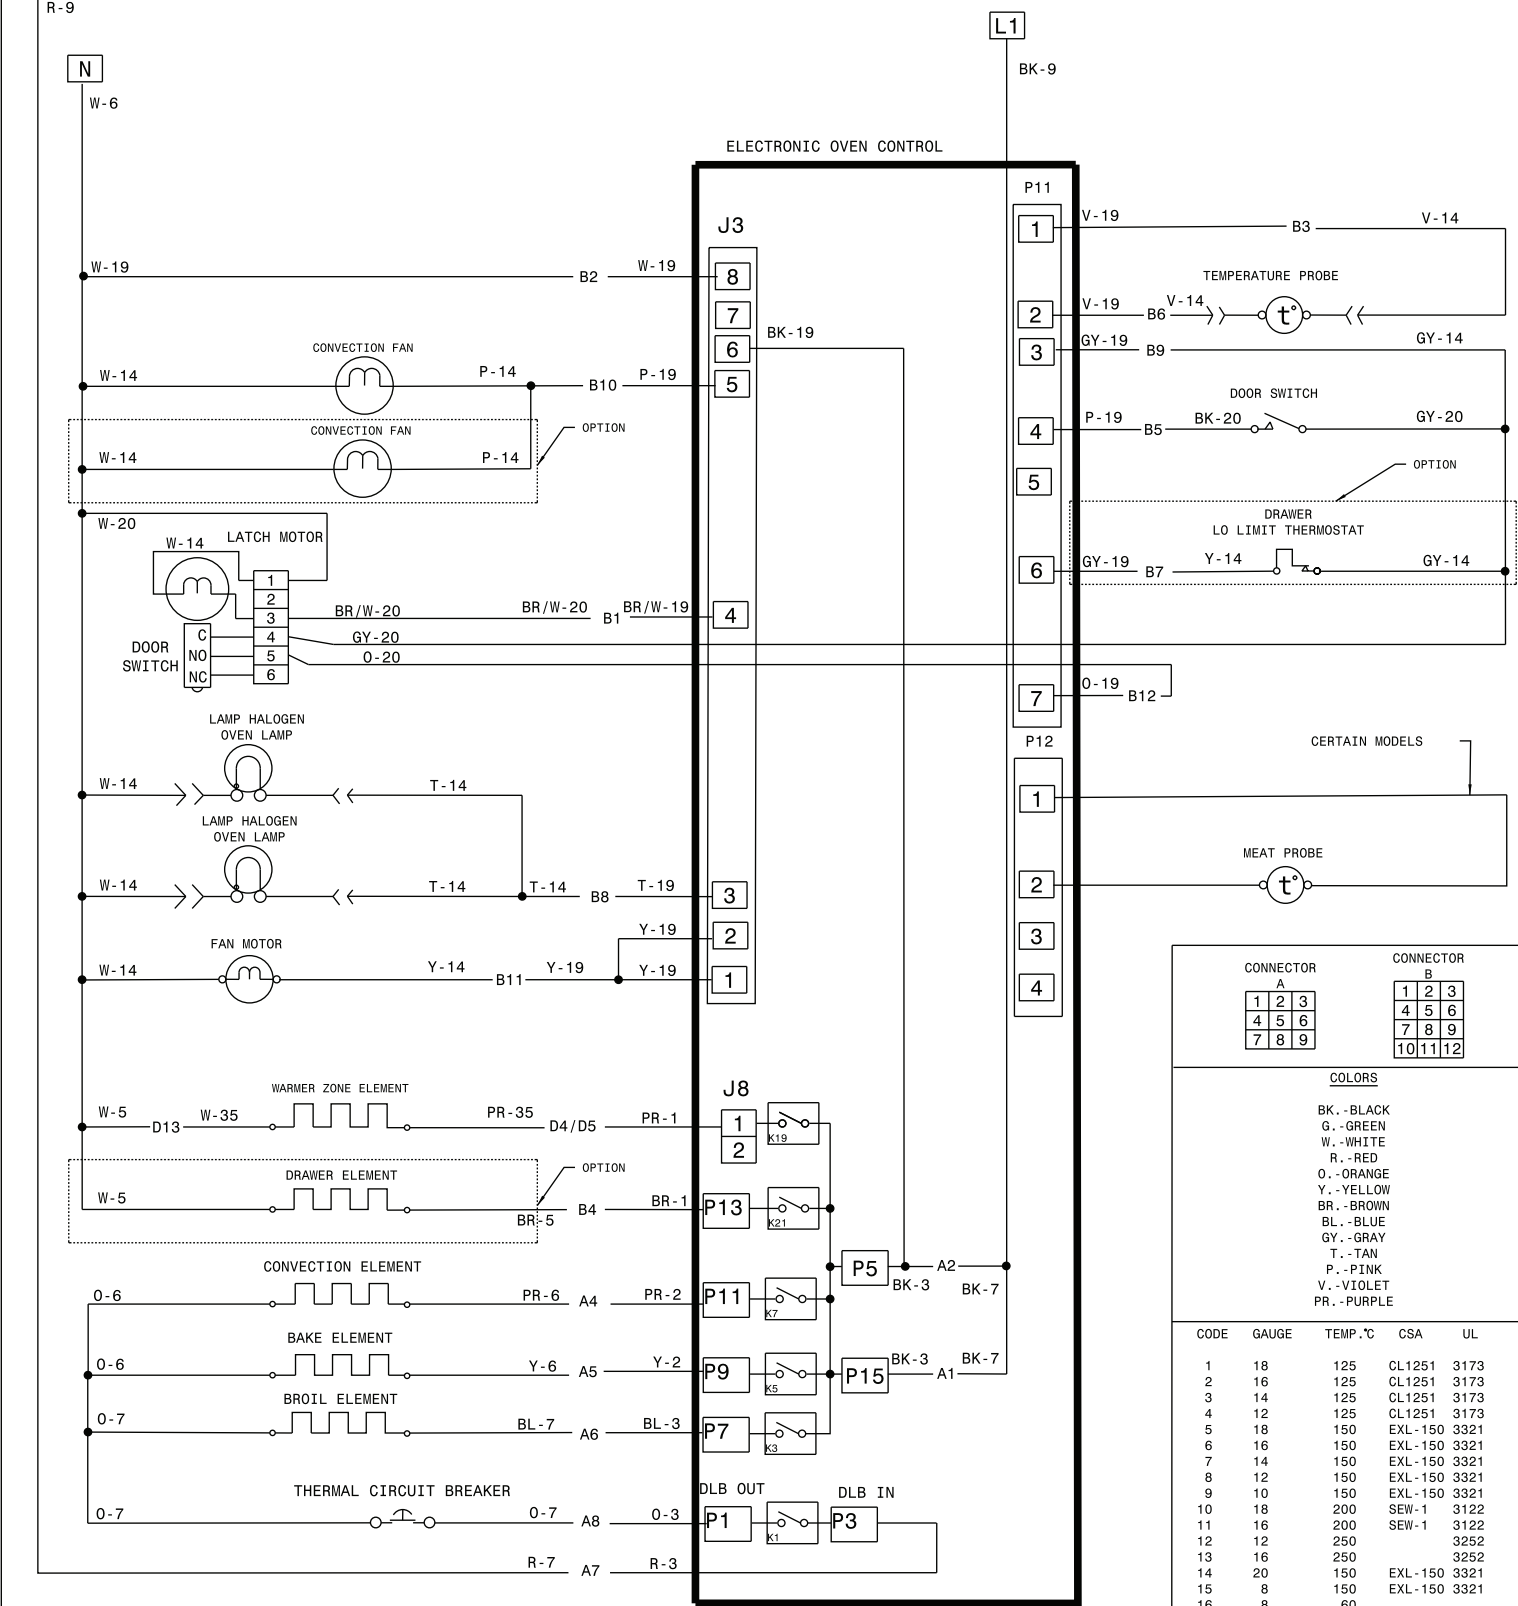 R-9
L1
N
BK-9
W-6
ELECTRONIC OVEN CONTROL
P11
J3
1
V-19
B3
V-14
W-19
B2
W-19
8
TEMPERATURE PROBE
7
2
V-19
B6
V-14
t°
BK-19
6
3
GY-19
B9
GY-14
CONVECTION FAN
W-14
P-14
B10
P-19
5
DOOR SWITCH
4
P-19
B5
BK-20
GY-20
CONVECTION FAN
OPTION
W-14
P-14
5
OPTION
W-20
LATCH MOTOR
W-14
DRAWER
LO LIMIT THERMOSTAT
6
GY-19
B7
Y-14
GY-14
1
2
3
4
5
6
BR/W-20
BR/W-20
B1
BR/W-19
4
GY-20
O-20
DOOR
SWITCH
C
NO
NC
7
O-19
B12
LAMP HALOGEN
OVEN LAMP
P12
CERTAIN MODELS
W-14
T-14
1
LAMP HALOGEN
OVEN LAMP
MEAT PROBE
W-14
T-14
T-14
B8
T-19
3
2
t°
Y-19
2
3
FAN MOTOR
W-14
Y-14
B11
Y-19
Y-19
1
4
CONNECTOR
A
1 2 3
4 5 6
7 8 9
CONNECTOR
B
1 2 3
4 5 6
7 8 9
10 11 12
J8
WARMER ZONE ELEMENT
W-5
D13
W-35
PR-35
D4/D5
PR-1
1
2
K19
DRAWER ELEMENT
OPTION
W-5
BR-5
B4
BR-1
P13
K21
CONVECTION ELEMENT
P5
BK-3
A2
BK-7
O-6
PR-6
A4
PR-2
P11
K7
BAKE ELEMENT
O-6
Y-6
A5
Y-2
P9
K5
P15
BK-3
A1
BK-7
BROIL ELEMENT
O-7
BL-7
A6
BL-3
P7
K3
THERMAL CIRCUIT BREAKER
DLB OUT
DLB IN
O-7
O-7
A8
O-3
P1
K1
P3
R-7
A7
R-3
COLORS
BK.-BLACK
G.-GREEN
W.-WHITE
R.-RED
O.-ORANGE
Y.-YELLOW
BR.-BROWN
BL.-BLUE
GY.-GRAY
T.-TAN
P.-PINK
V.-VIOLET
PR.-PURPLE
CODE GAUGE TEMP.°C CSA UL
1 18 125 CL1251 3173
2 16 125 CL1251 3173
3 14 125 CL1251 3173
4 12 125 CL1251 3173
5 18 150 EXL-150 3321
6 16 150 EXL-150 3321
7 14 150 EXL-150 3321
8 12 150 EXL-150 3321
9 10 150 EXL-150 3321
10 18 200 SEW-1 3122
11 16 200 SEW-1 3122
12 12 250 3252
13 16 250 3252
14 20 150 EXL-150 3321
15 8 150 EXL-150 3321
16 8 60